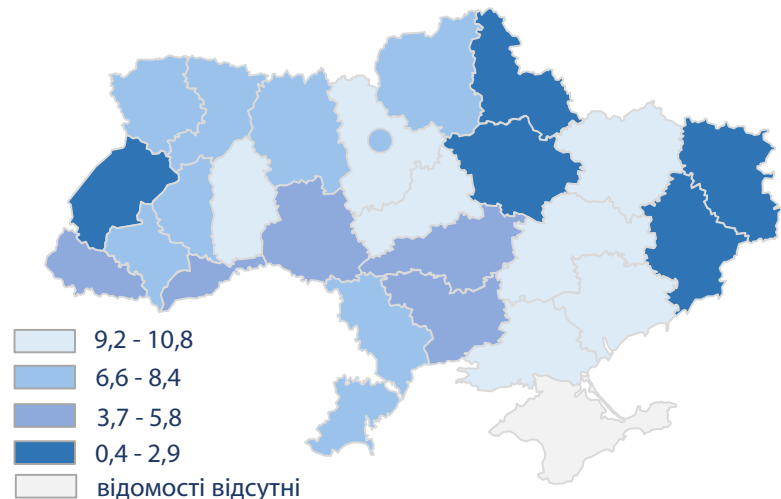 9,2 - 10,8
6,6 - 8,4
3,7 - 5,8
0,4 - 2,9
відомості відсутні